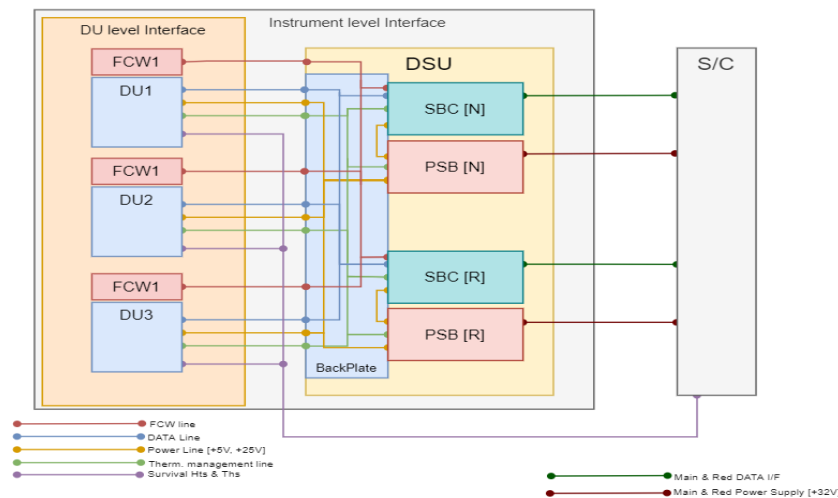 Instrument level Interface
DU level Interface
FCW1
DU1
FCW1
DU2
FCW1
DU3
DSU
SBC [N]
PSB [N]
SBC [R]
PSB [R]
BackPlate
S/C
FCW line
DATA Line
Power Line [+5V, +25V]
Therm. management line
Survival Hts & Ths
Main & Red DATA I/F
Main & Red Power Supply [+32V